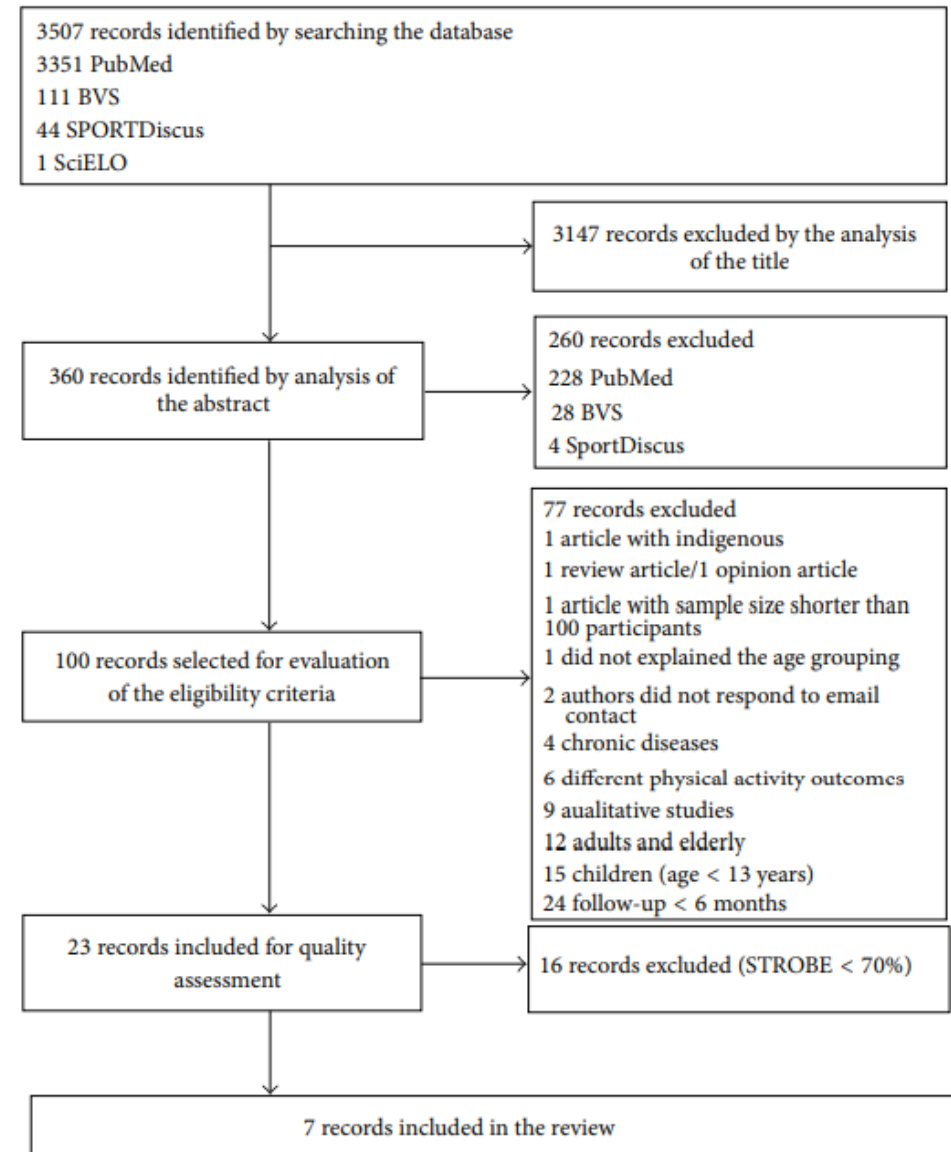 3507 records identified by searching the database
3351 PubMed
111 BVS
44 SPORTDiscus
1 SciELO
3147 records excluded by the analysis
of the title
360 records identified by analysis of
the abstract
260 records excluded
228 PubMed
28 BVS
4 SportDiscus
77 records excluded
1 article with indigenous
1 review article/1 opinion article
1 article with sample size shorter than
100 participants
1 did not explained the age grouping
2 authors did not respond to email
contact
4 chronic diseases
6 different physical activity outcomes
9 aualitative studies
12 adults and elderly
15 children (age < 13 years)
24 follow-up < 6 months
100 records selected for evaluation
of the eligibility criteria
23 records included for quality
assessment
16 records excluded (STROBE < 70%)
7 records included in the review